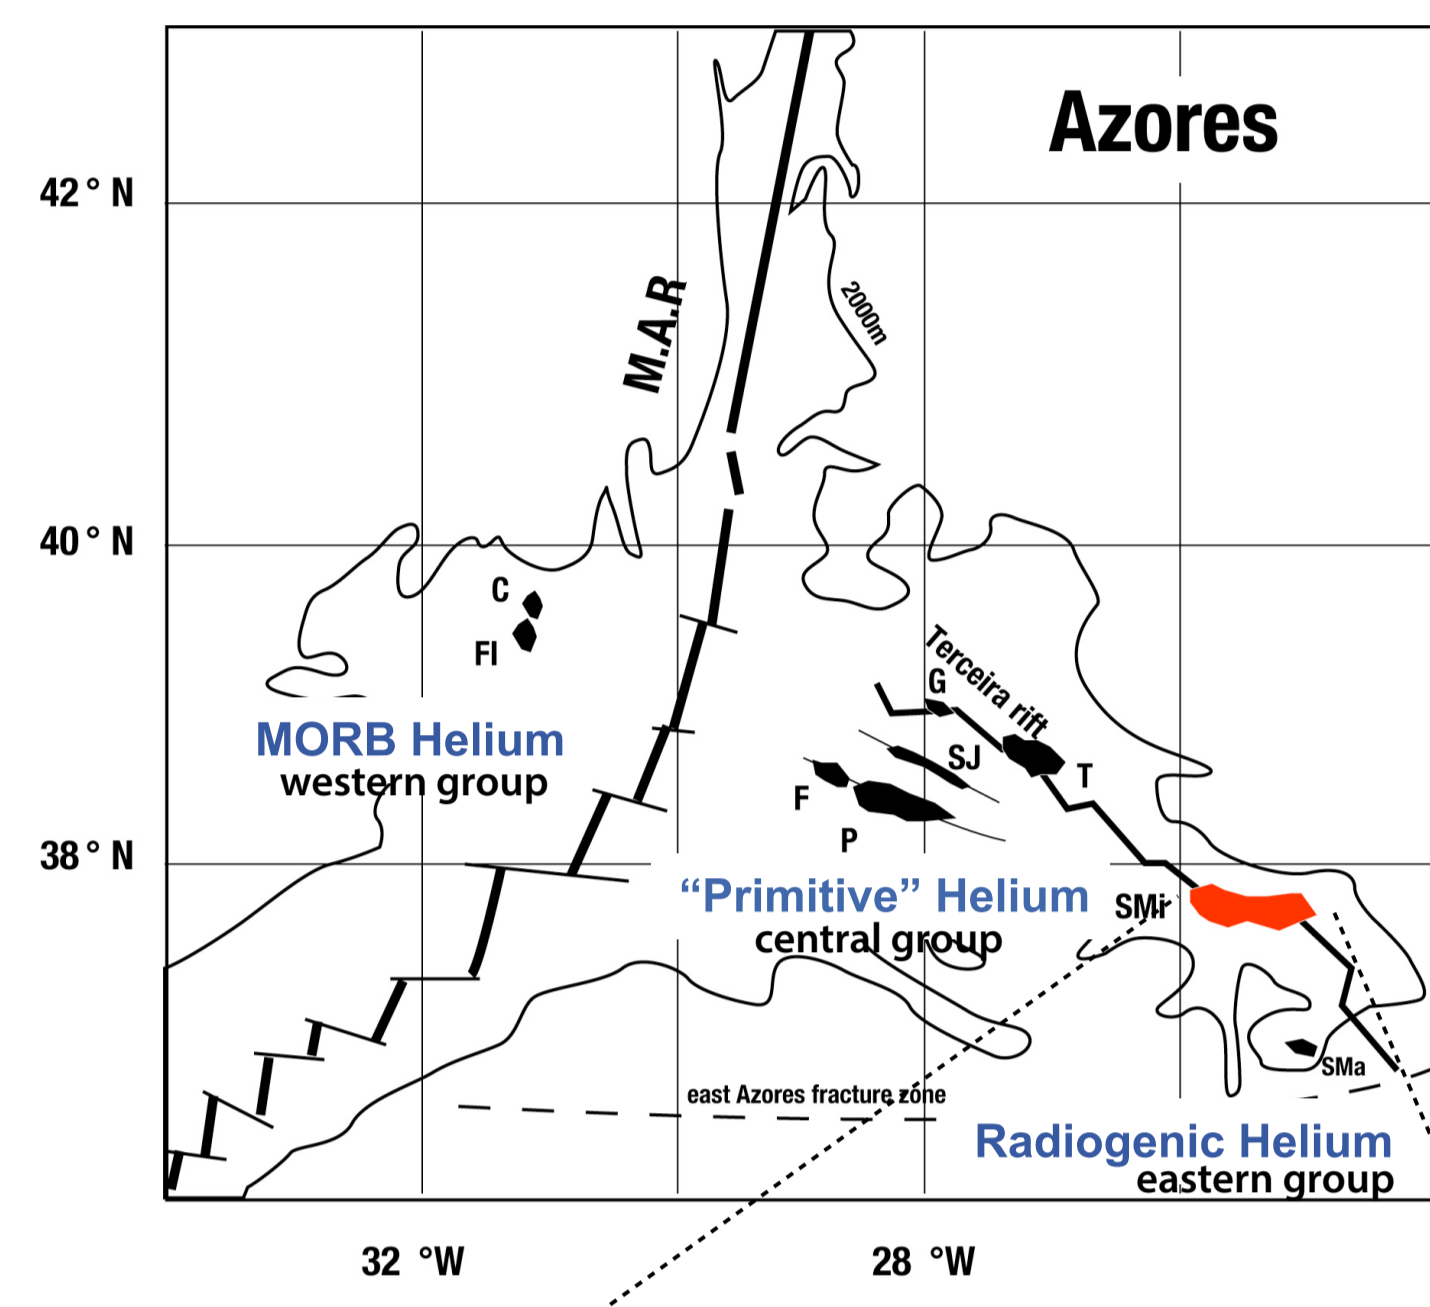 Azores
42° N
M.A.R
2000m
40° N
C
FI
Terceira rift
G
MORB Helium
western group
SJ
T
F
P
38° N
“Primitive” Helium
central group
SMi
SMa
east Azores fracture zone
Radiogenic Helium
eastern group
32 °W
28 °W